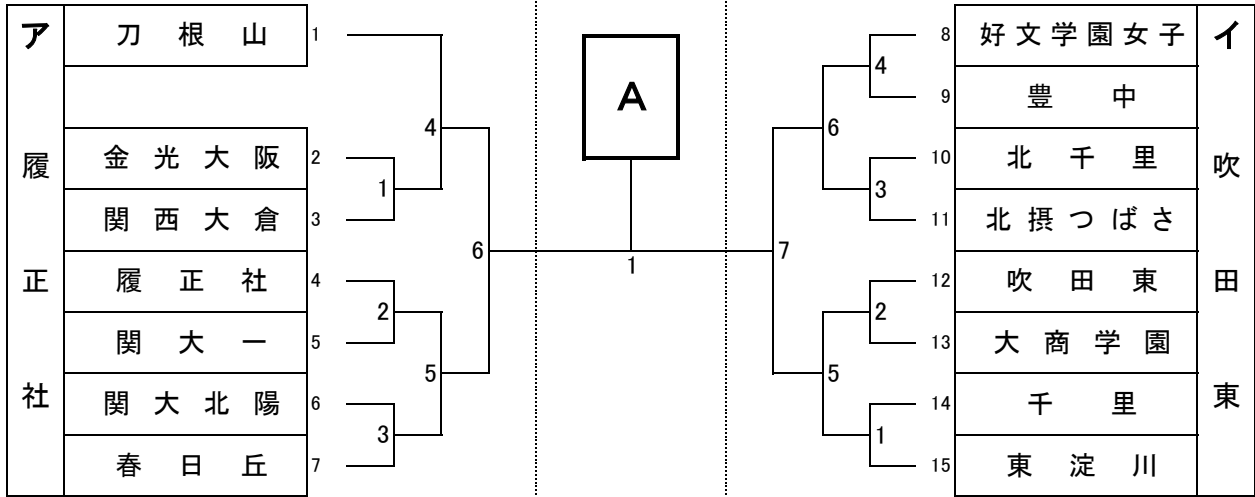 ア 刀根山 1
金光大阪 2
関西大倉 3
履正社 4
関大一 5
関大北陽 6
春日丘 7
履正社
4
1
6
2
5
3
A
1
7
6
4
3
5
2
1
8 好文学園女子 イ
9 豊中
10 北千里
11 北摂つばさ
12 吹田東
13 大商学園
14 千里
15 東淀川
吹田東